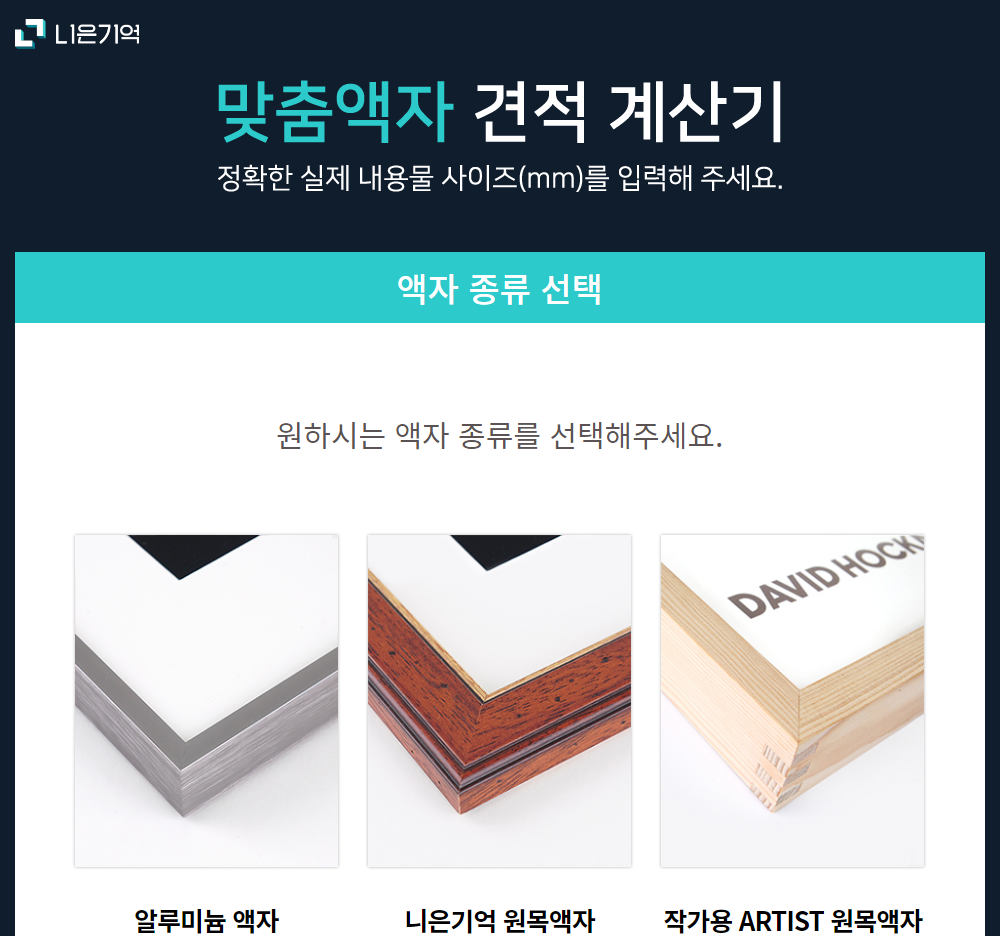 니은기억
맞춤액자 견적 계산기
정확한 실제 내용물 사이즈(mm)를 입력해 주세요.
액자 종류 선택
원하시는 액자 종류를 선택해주세요.
DAVID HOCK
알루미늄 액자
니은기억 원목액자
작가용 ARTIST 원목액자